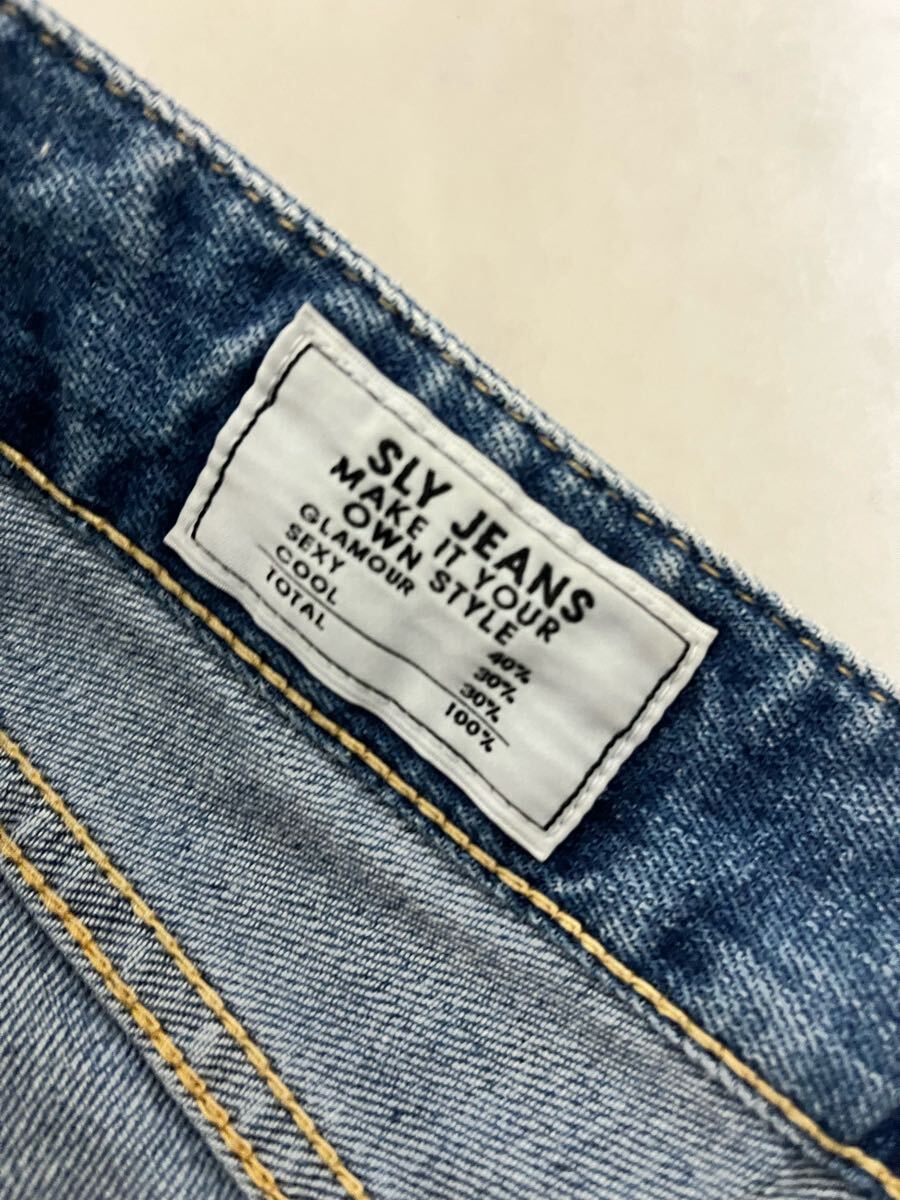 SLY JEANS
MAKE IT YOUR
OWN STYLE
GLAMOUR 40%
SEXY 30%
COOL 30%
TOTAL 100%